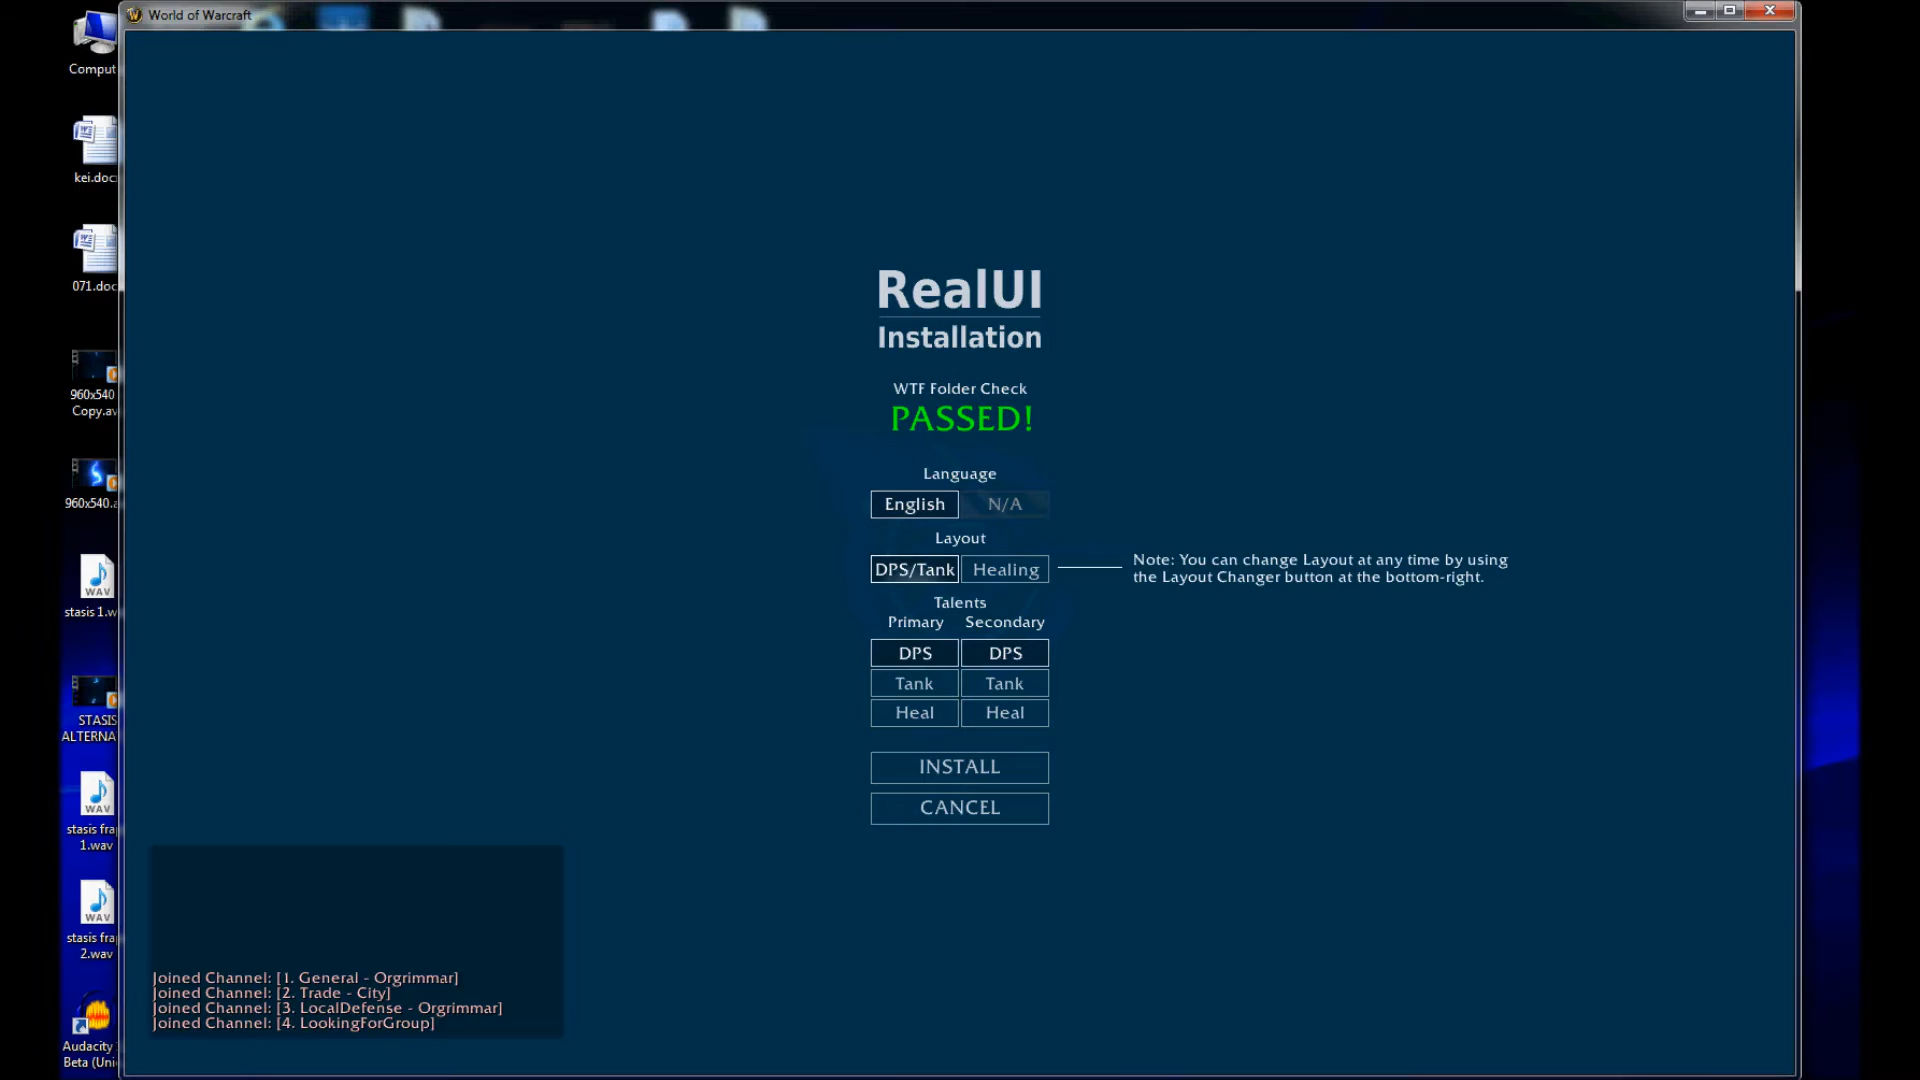 World of Warcraft
Comput
kei.doc
071.doc
960x540
Copy.av
960x540.a
stasis 1.w
STASIS
ALTERNA
WAV
stasis fra
1.wav
WAV
stasis fra
2.wav
WAV
Audacity
Beta (Uni
RealUI
Installation
WTF Folder Check
PASSED!
Language
English N/A
Layout
DPS/Tank Healing
Note: You can change Layout at any time by using
the Layout Changer button at the bottom-right.
Talents
Primary Secondary
DPS DPS
Tank Tank
Heal Heal
INSTALL
CANCEL
Joined Channel: [1. General - Orgrimmar]
Joined Channel: [2. Trade - City]
Joined Channel: [3. LocalDefense - Orgrimmar]
Joined Channel: [4. LookingForGroup]